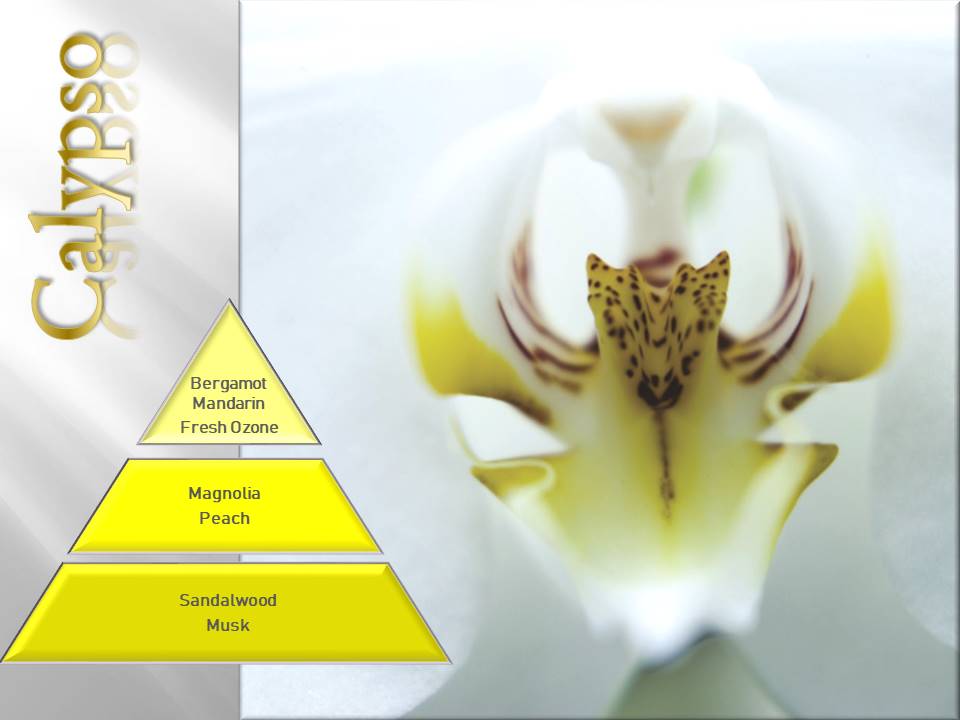 Calypso
Bergamot
Mandarin
Fresh Ozone
Magnolia
Peach
Sandalwood
Musk